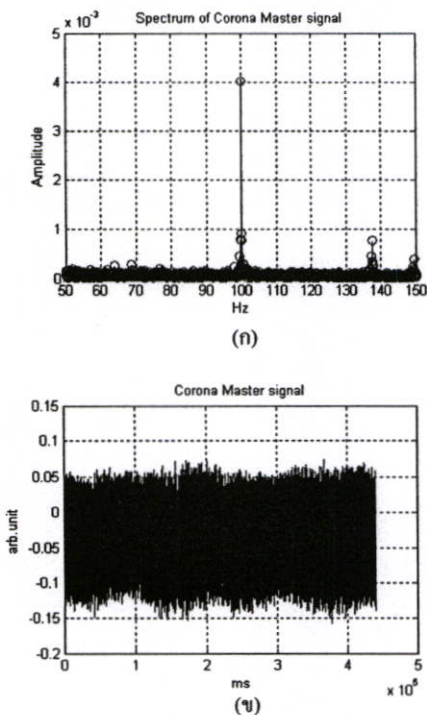 Spectrum of Corona Master signal
x 10⁻³
5
4
3
2
1
0
Amplitude
50 60 70 80 90 100 110 120 130 140 150
Hz
(ก)
Corona Master signal
0.15
0.1
0.05
0
-0.05
-0.1
-0.15
-0.2
arb.unit
0 1 2 3 4 5
ms
x 10⁵
(ข)